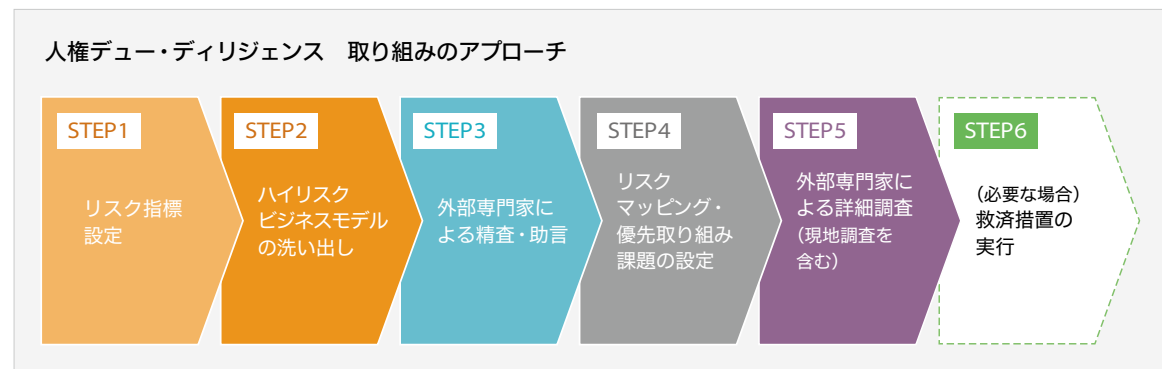 人権デュー・ディリジェンス　取り組みのアプローチ
STEP1
リスク指標
設定
STEP2
ハイリスク
ビジネスモデル
の洗い出し
STEP3
外部専門家に
よる精査・助言
STEP4
リスク
マッピング・
優先取り組み
課題の設定
STEP5
外部専門家に
よる詳細調査
（現地調査を
含む）
STEP6
（必要な場合）
救済措置の
実行